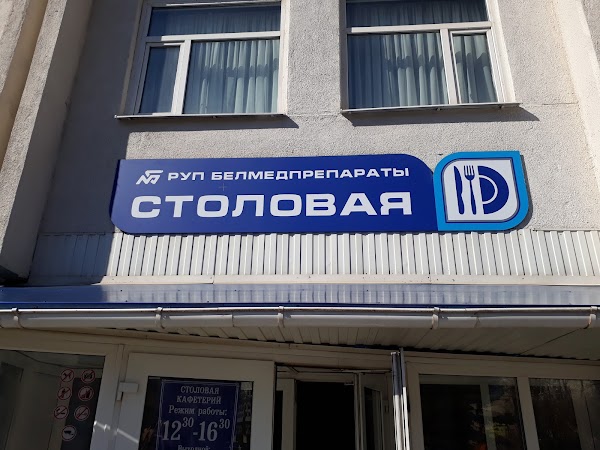 РУП БЕЛМЕДПРЕПАРАТЫ
СТОЛОВАЯ
СТОЛОВАЯ
КАФЕТЕРИЙ
Режим работы:
12³⁰-16³⁰